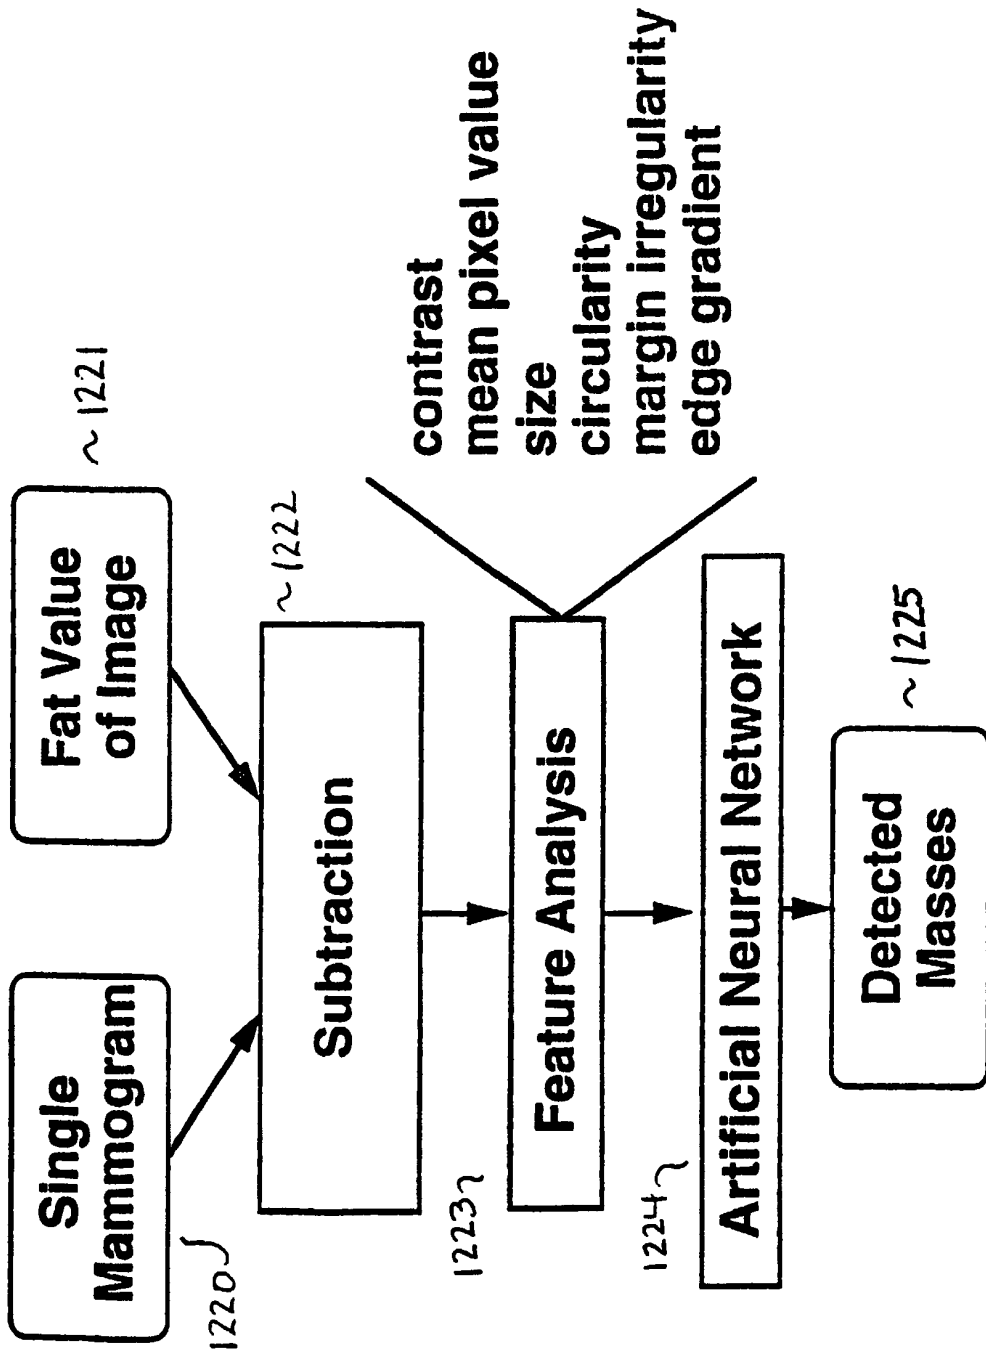 Single
Mammogram
1220
Fat Value
of Image
~ 1221
Subtraction
~ 1222
1223
Feature Analysis
contrast
mean pixel value
size
circularity
margin irregularity
edge gradient
1224
Artificial Neural Network
Detected
Masses
~ 1225